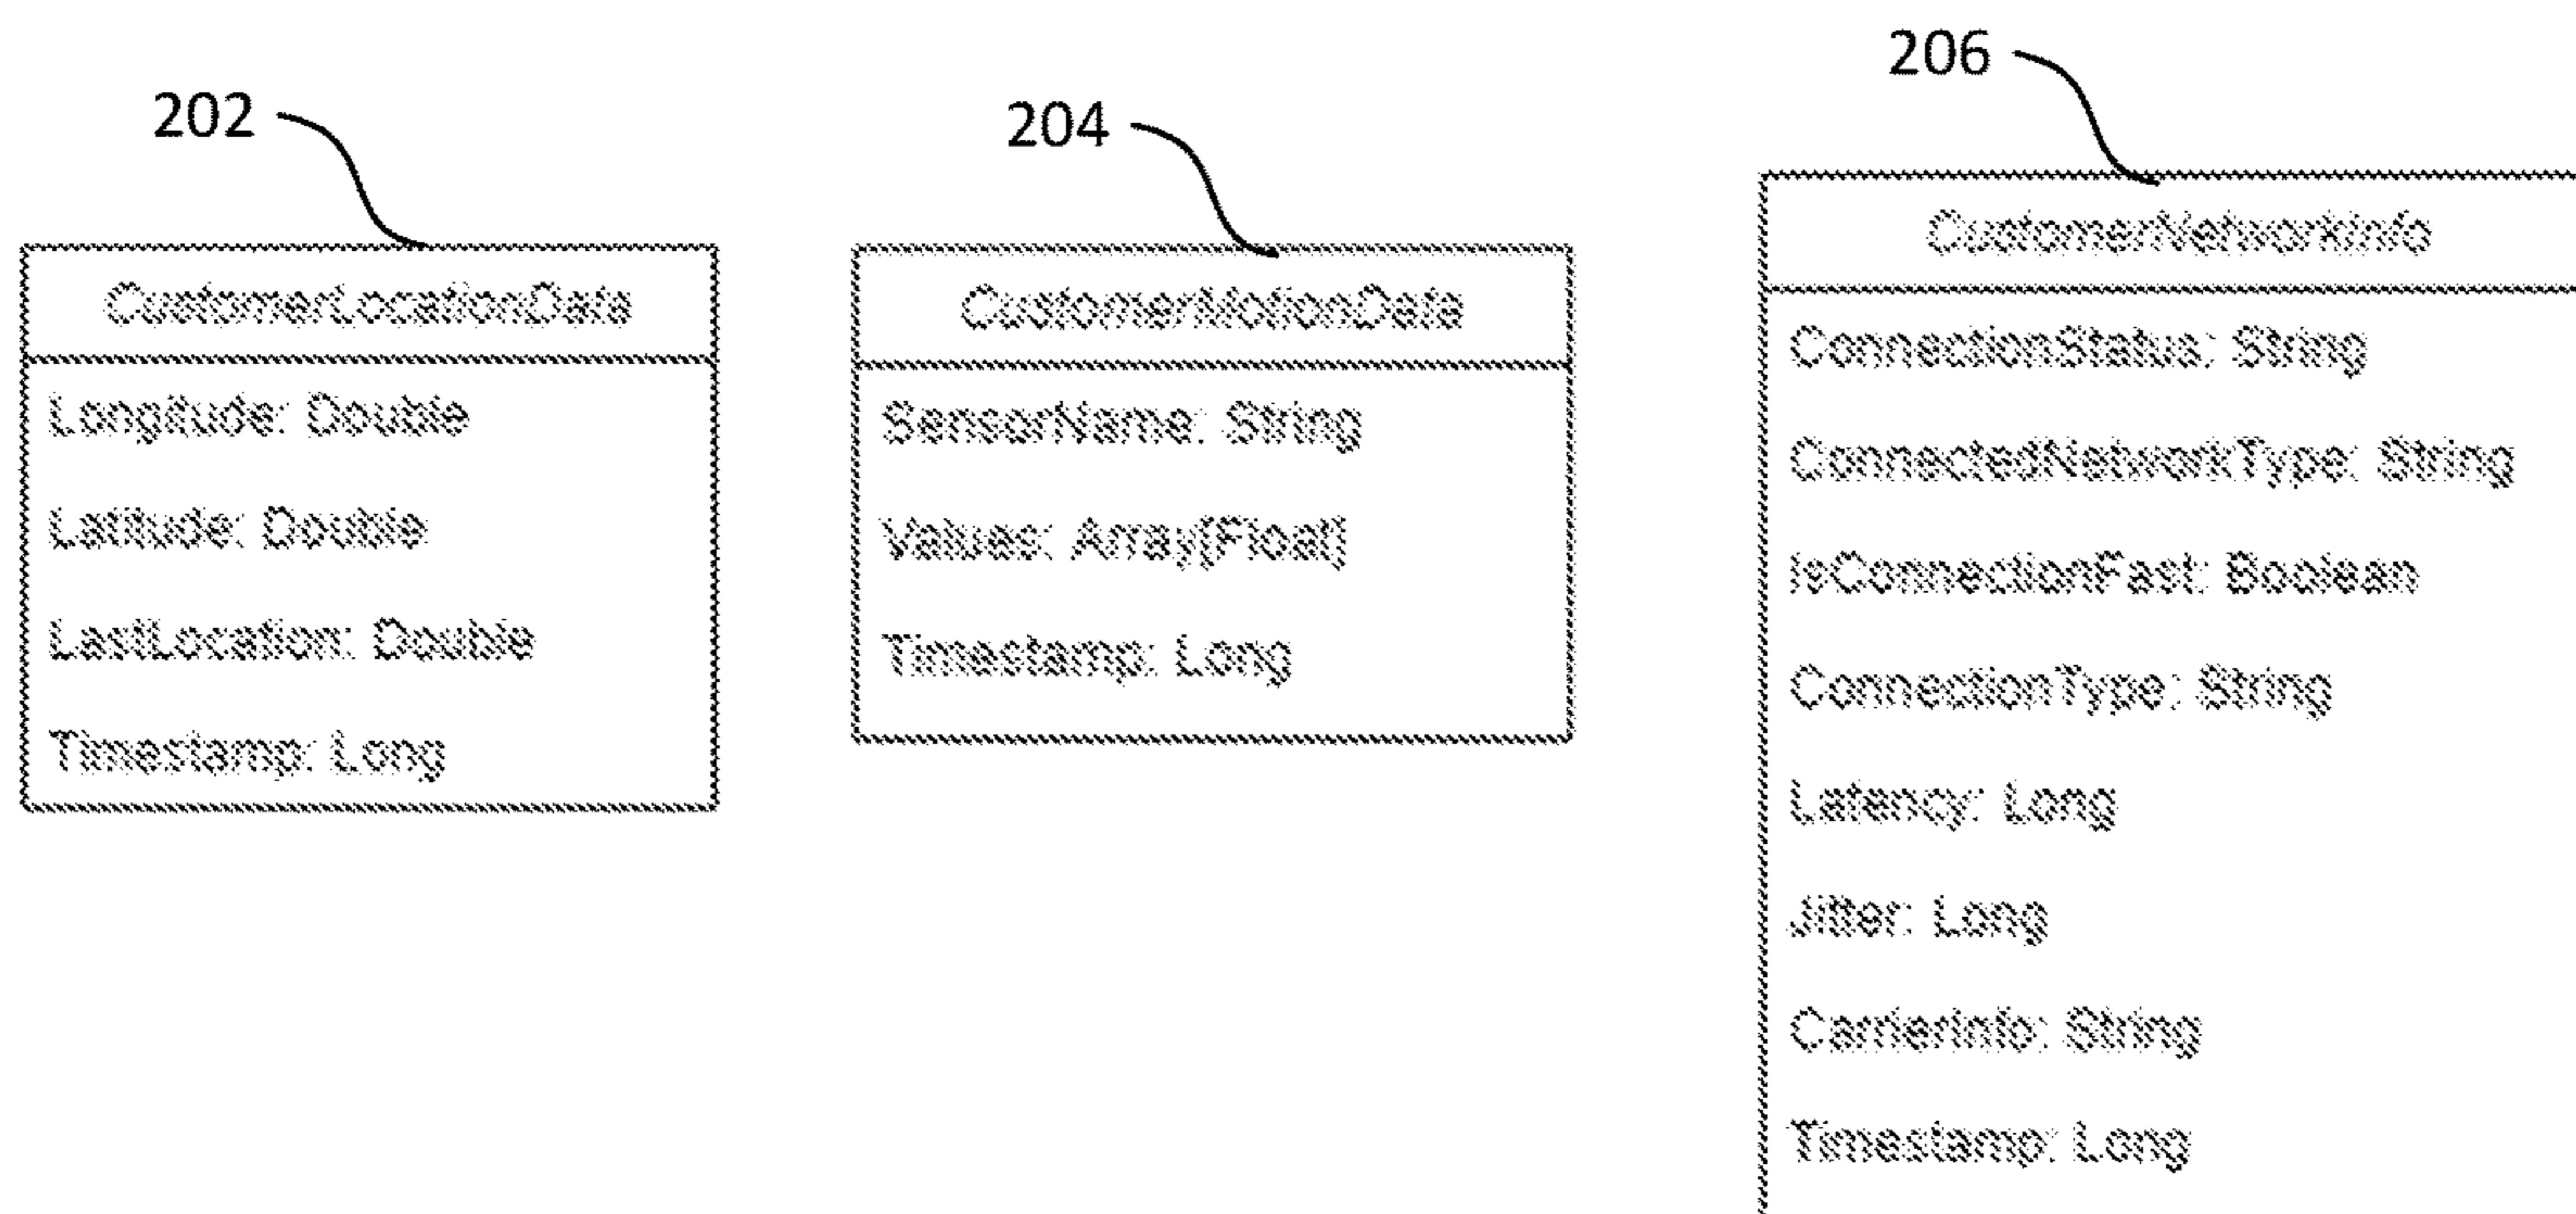 202
CustomerLocationData
Longitude: Double
Latitude: Double
LastLocation: Double
Timestamp: Long
204
CustomerMotionData
SensorName: String
Values: Array[Float]
Timestamp: Long
206
CustomerNetworkInfo
ConnectionStatus: String
ConnectedNetworkType: String
IsConnectionFast: Boolean
ConnectionType: String
Latency: Long
Jitter: Long
CarrierInfo: String
Timestamp: Long